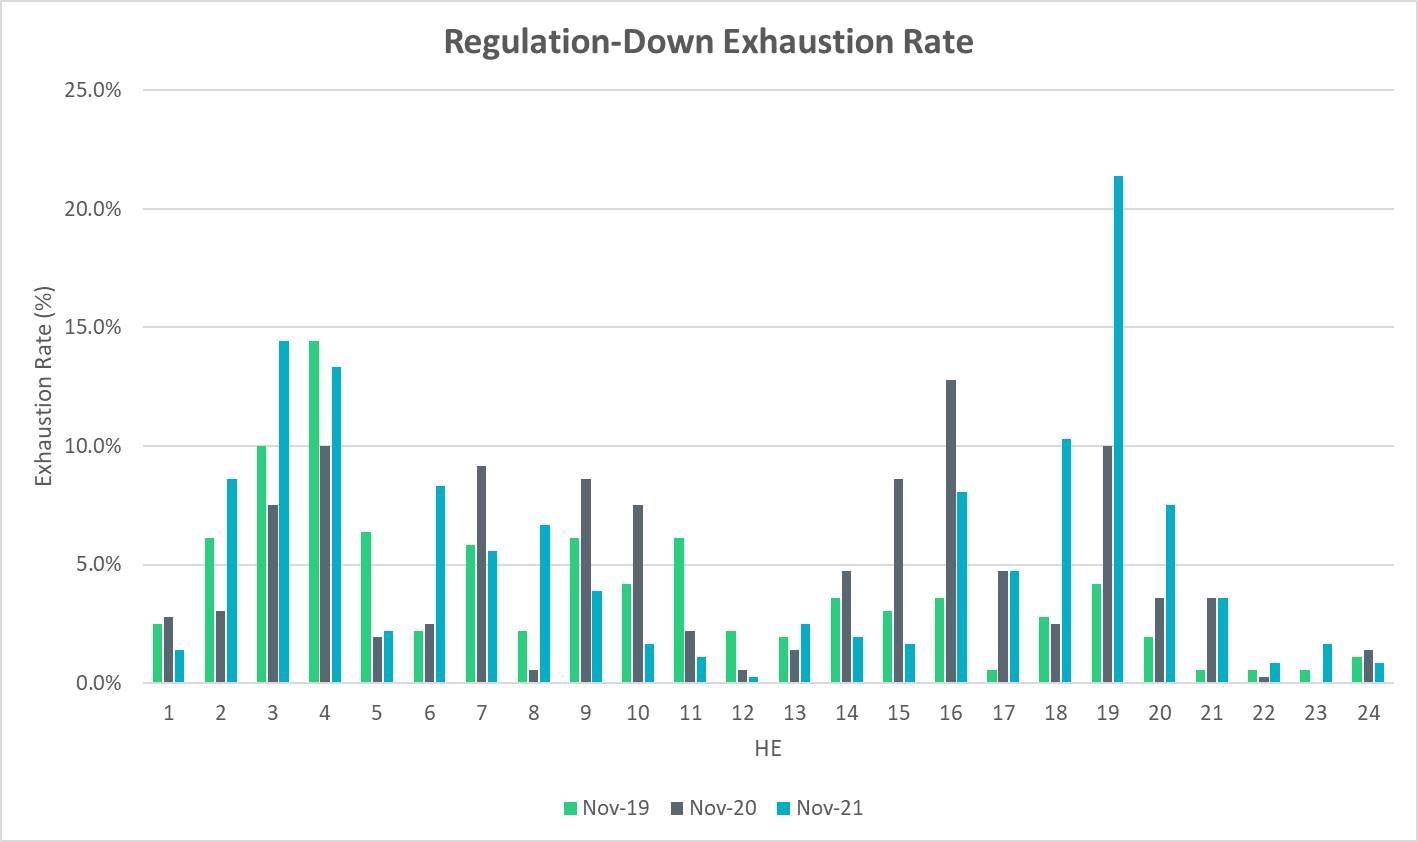 Regulation-Down Exhaustion Rate
25.0%
20.0%
15.0%
10.0%
5.0%
0.0%
Exhaustion Rate (%)
1 2 3 4 5 6 7 8 9 10 11 12 13 14 15 16 17 18 19 20 21 22 23 24
HE
Nov-19 Nov-20 Nov-21